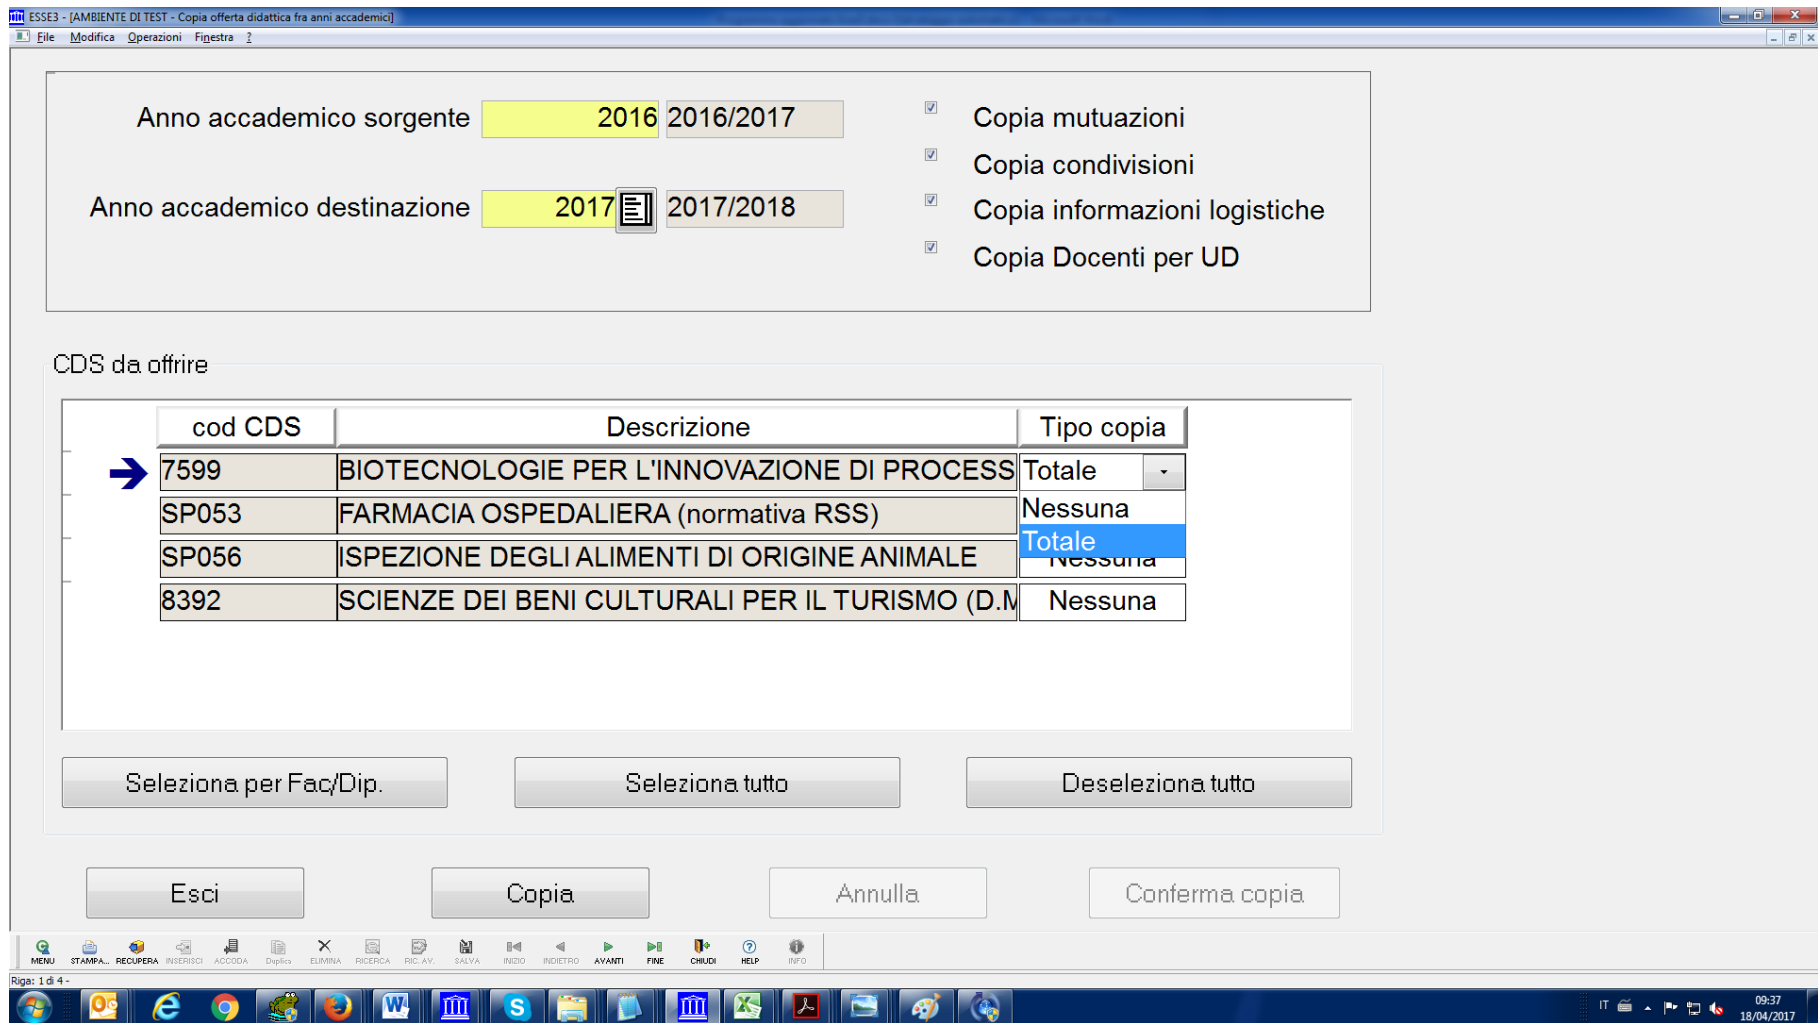 ESSE3 - [AMBIENTE DI TEST - Copia offerta didattica fra anni accademici]
File Modifica Operazioni Finestra ?
Anno accademico sorgente 2016 2016/2017
Copia mutuazioni
Copia condivisioni
Anno accademico destinazione 2017 2017/2018
Copia informazioni logistiche
Copia Docenti per UD
CDS da offrire
cod CDS Descrizione Tipo copia
7599 BIOTECNOLOGIE PER L'INNOVAZIONE DI PROCESS Totale
SP053 FARMACIA OSPEDALIERA (normativa RSS) Nessuna
Totale
SP056 ISPEZIONE DEGLI ALIMENTI DI ORIGINE ANIMALE Nessuna
8392 SCIENZE DEI BENI CULTURALI PER IL TURISMO (D.M Nessuna
Seleziona per Fac/Dip. Seleziona tutto Deseleziona tutto
Esci Copia Annulla Conferma copia
MENU STAMPA... RECUPERA INSERISCI ACCODA Duplica ELIMINA RICERCA RIC. AV. SALVA INIZIO INDIETRO AVANTI FINE CHIUDI HELP INFO
Riga: 1 di 4 -
IT 09:37
18/04/2017